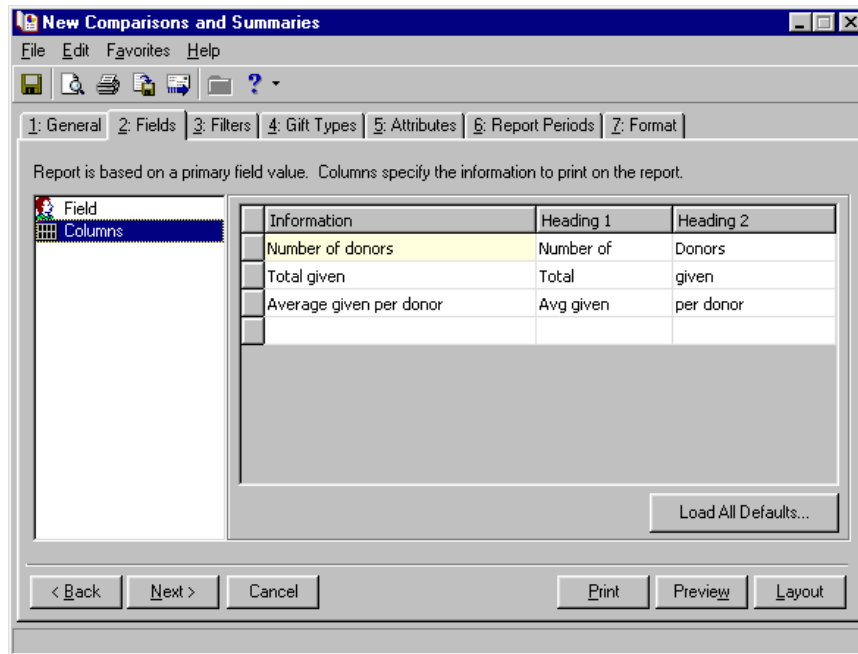 New Comparisons and Summaries
File Edit Favorites Help
1: General 2: Fields 3: Filters 4: Gift Types 5: Attributes 6: Report Periods 7: Format
Report is based on a primary field value. Columns specify the information to print on the report.
Field
Columns
Information Heading 1 Heading 2
Number of donors Number of Donors
Total given Total given
Average given per donor Avg given per donor
Load All Defaults...
< Back Next > Cancel Print Preview Layout